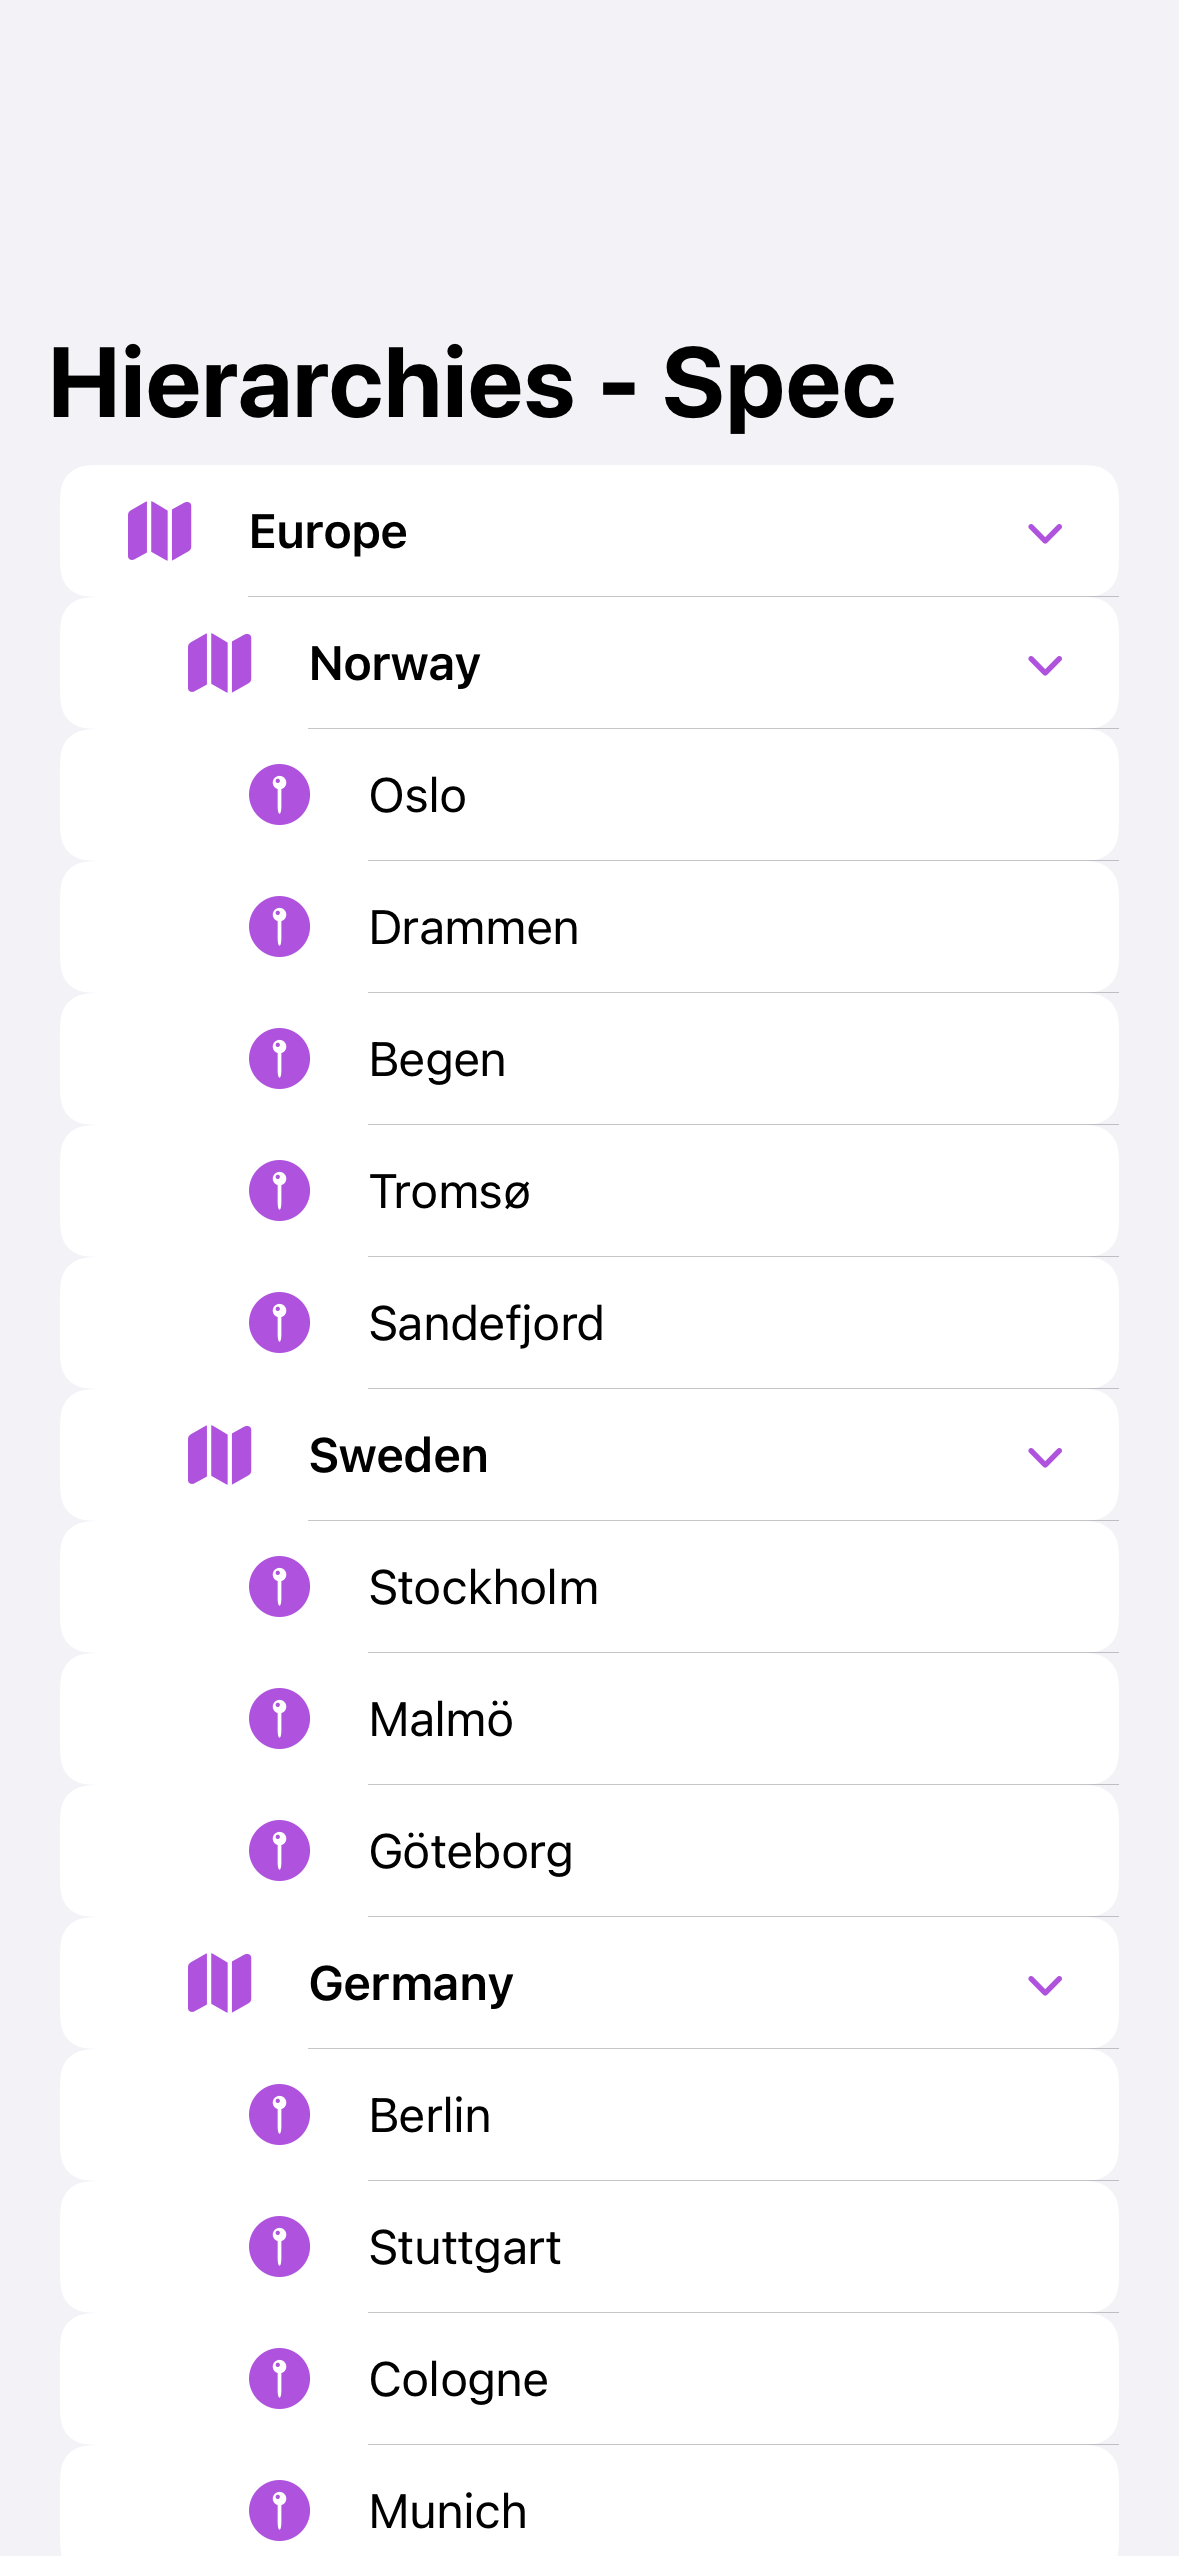 Hierarchies - Spec
Europe
Norway
Oslo
Drammen
Begen
Tromsø
Sandefjord
Sweden
Stockholm
Malmö
Göteborg
Germany
Berlin
Stuttgart
Cologne
Munich